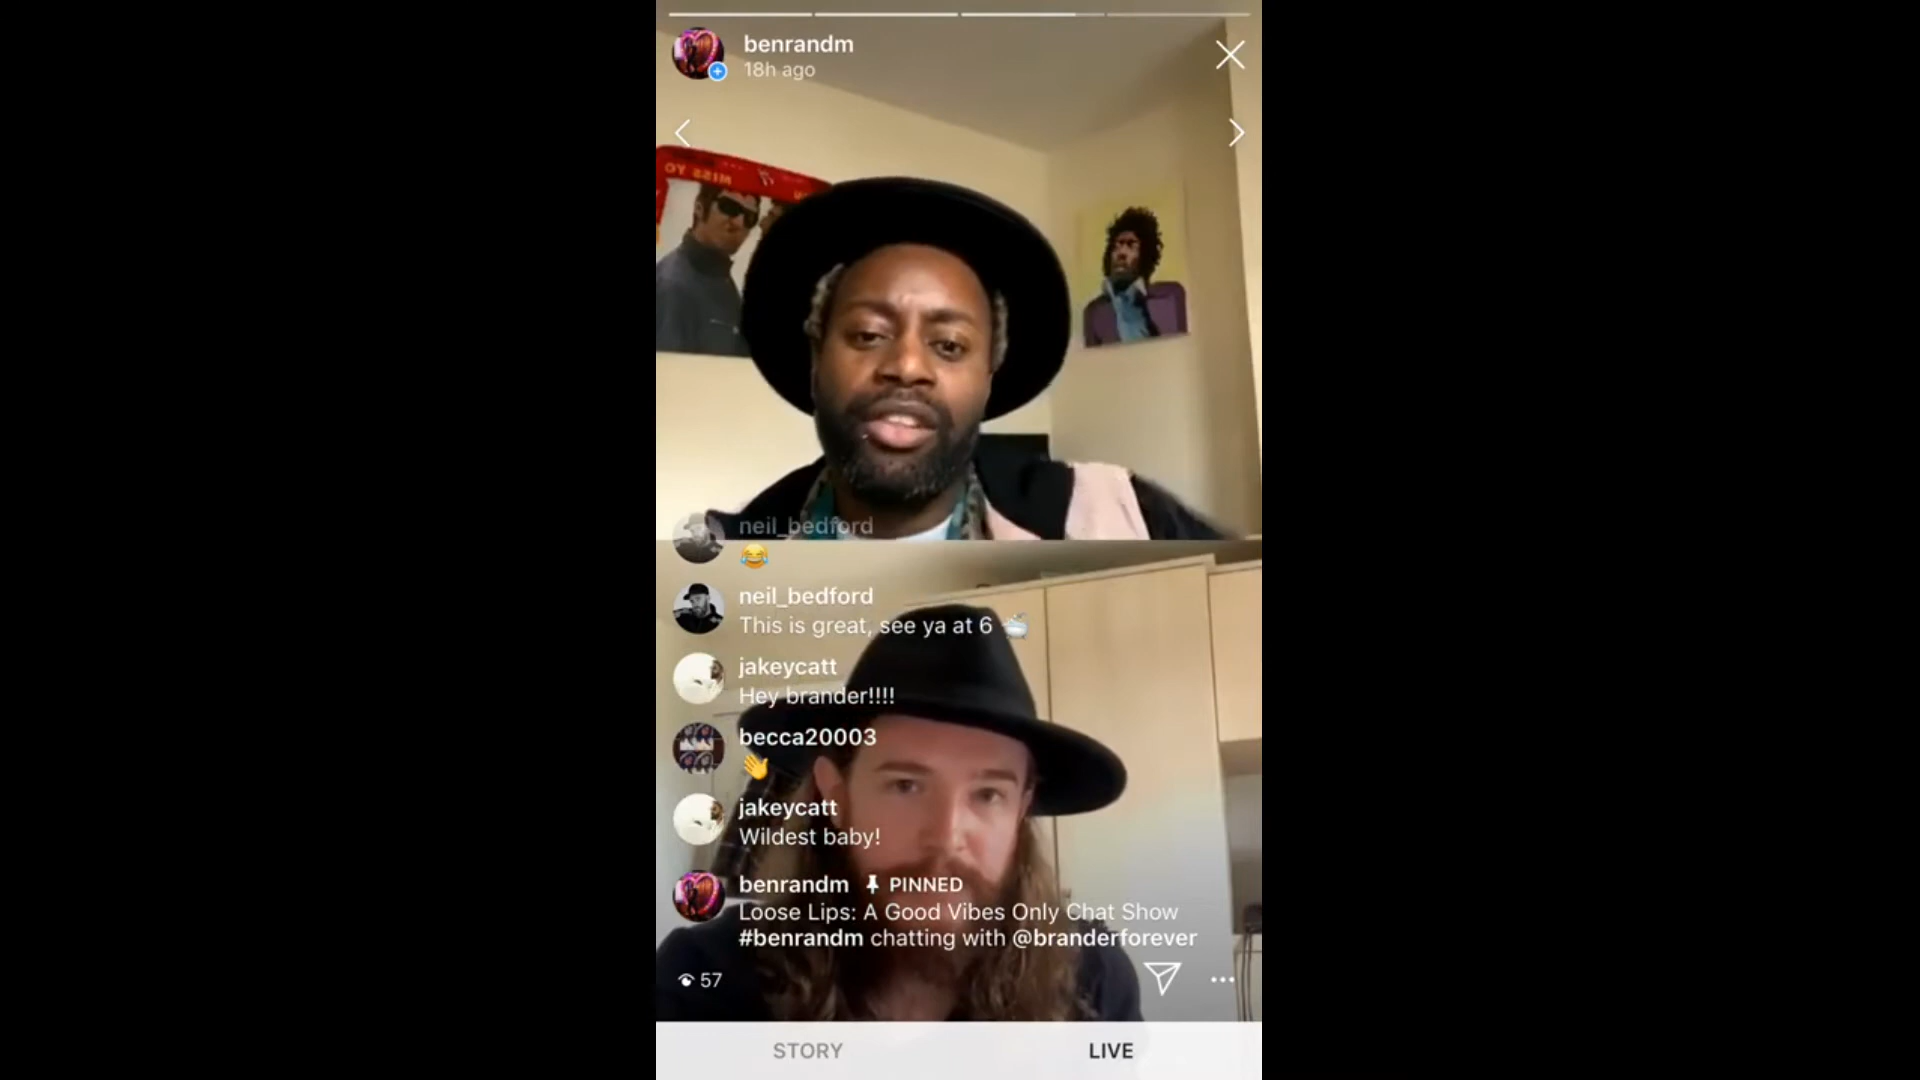 benrandm
18h ago
neil_bedford
😂
neil_bedford
This is great, see ya at 6 🛁
jakeycatt
Hey brander!!!!
becca20003
👋
jakeycatt
Wildest baby!
benrandm 📌 PINNED
Loose Lips: A Good Vibes Only Chat Show
#benrandm chatting with @branderforever
57
STORY
LIVE